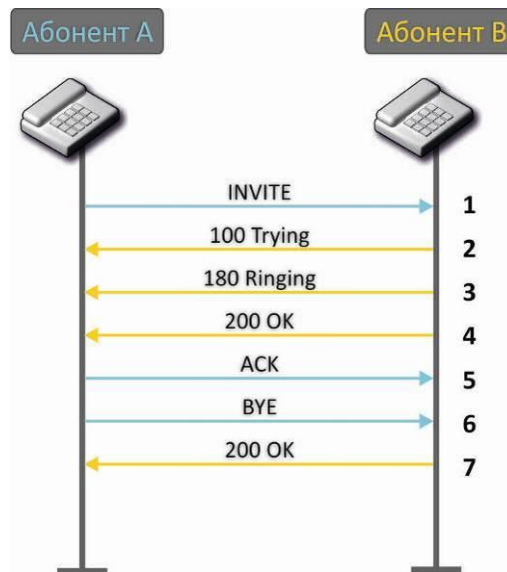 Абонент A
Абонент B
INVITE
1
100 Trying
2
180 Ringing
3
200 OK
4
ACK
5
BYE
6
200 OK
7